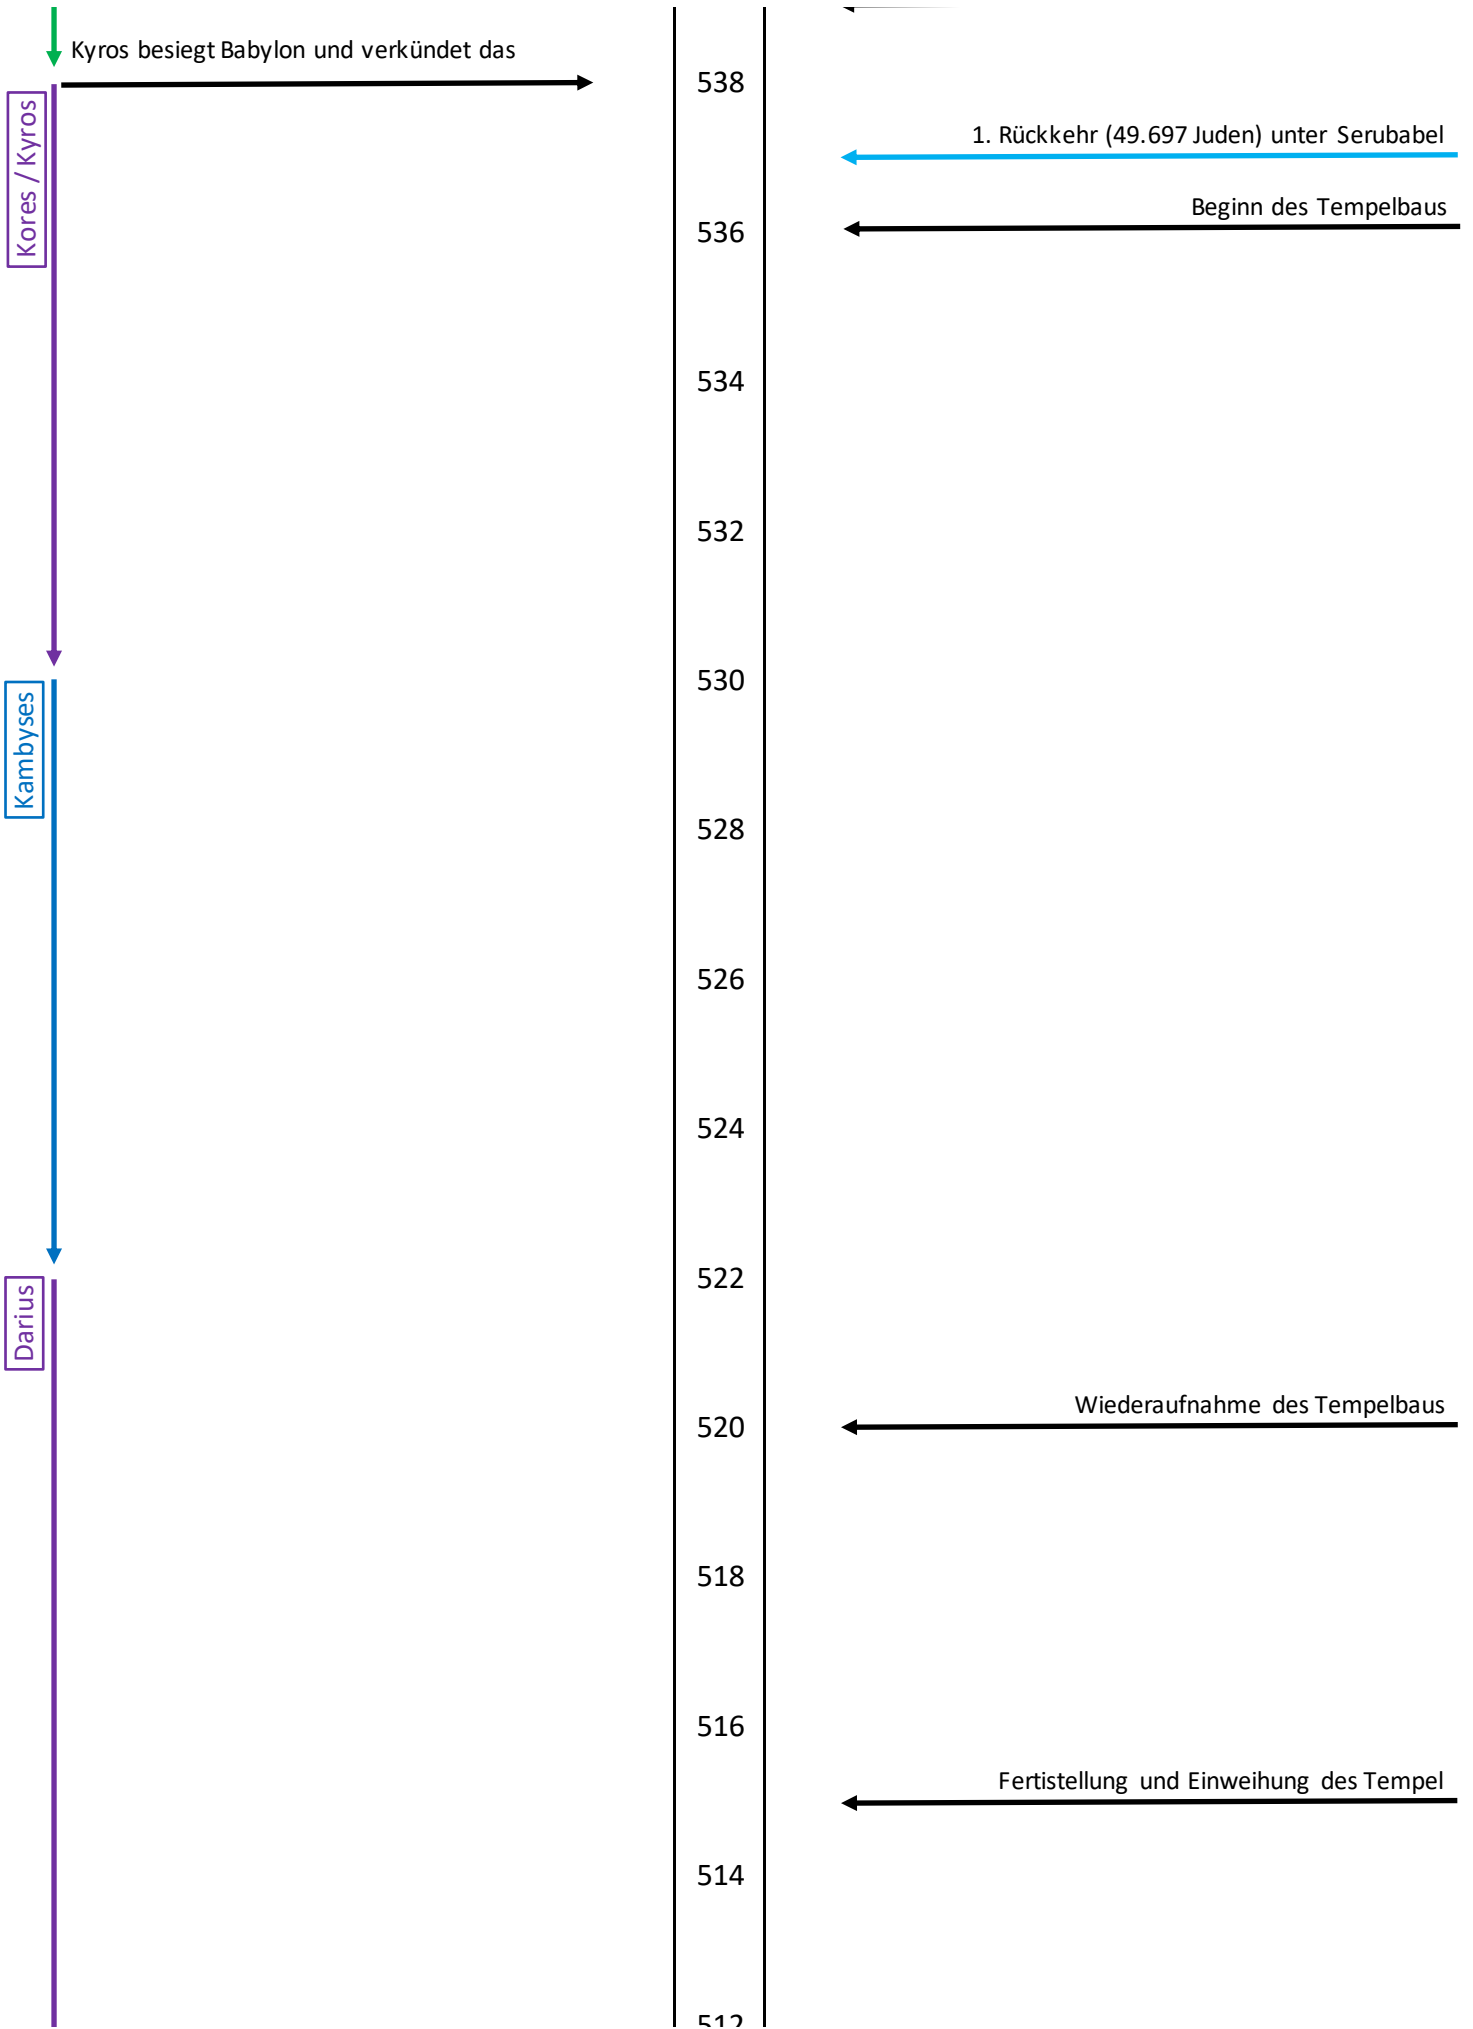 Kyros besiegt Babylon und verkündet das
538
Kores / Kyros
1. Rückkehr (49.697 Juden) unter Serubabel
Beginn des Tempelbaus
536
534
532
530
Kambyses
528
526
524
522
Darius
Wiederaufnahme des Tempelbaus
520
518
516
Fertistellung und Einweihung des Tempel
514
512